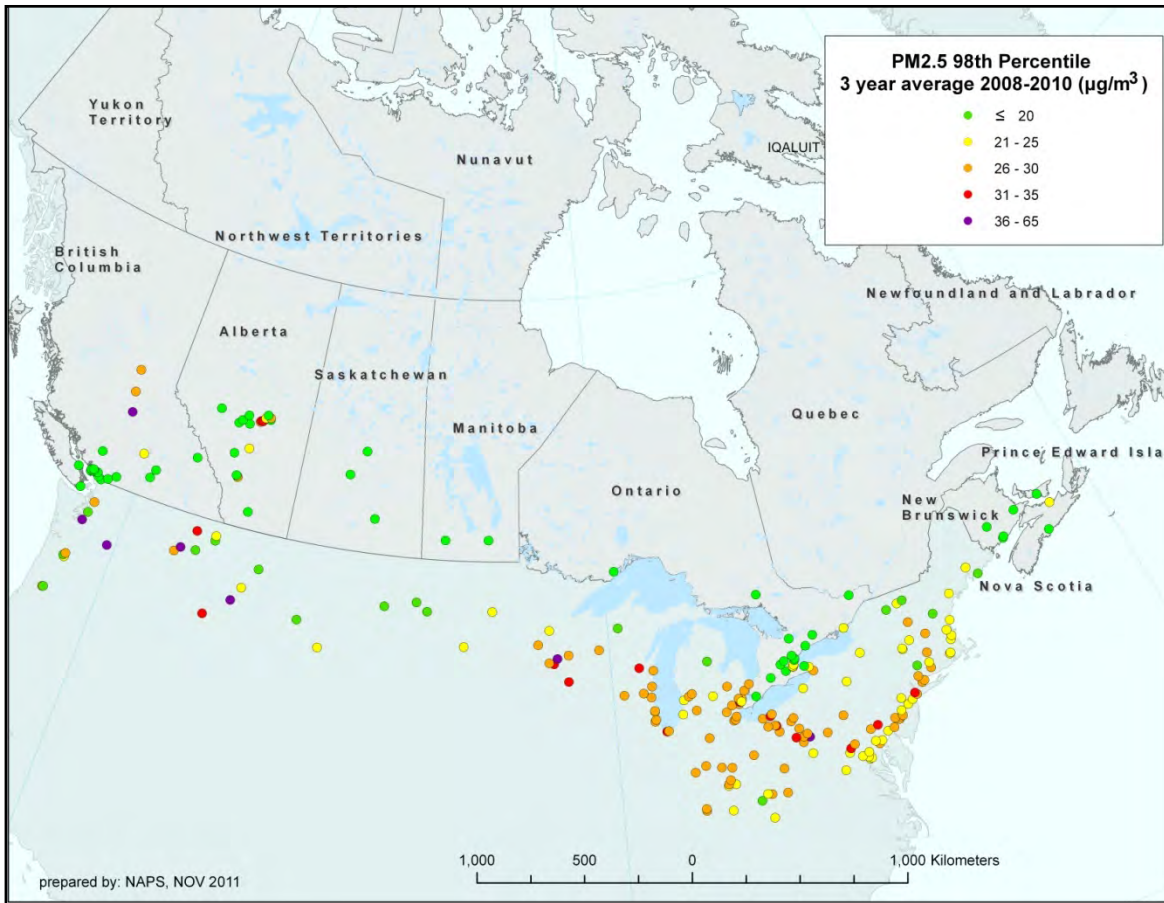 PM2.5 98th Percentile
3 year average 2008-2010 (µg/m³)
≤ 20
21 - 25
26 - 30
31 - 35
36 - 65
Yukon
Territory
Nunavut
IQALUIT
Northwest Territories
British
Columbia
Newfoundland and Labrador
Alberta
Saskatchewan
Manitoba
Quebec
Prince Edward Isla
Ontario
New
Brunswick
Nova Scotia
1,000 500 0 1,000 Kilometers
prepared by: NAPS, NOV 2011